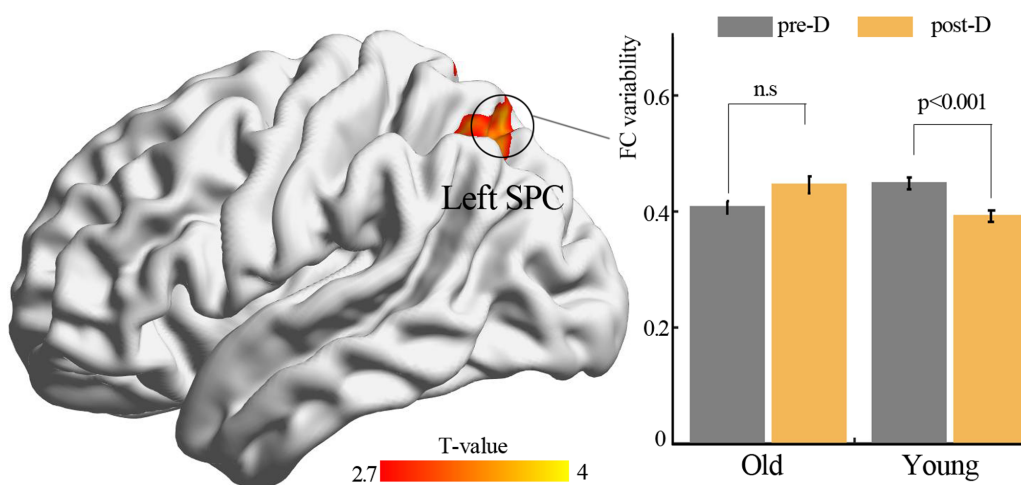 pre-D
post-D
FC variability
0.6
0.4
0.2
0
n.s
p<0.001
Old
Young
Left SPC
T-value
2.7
4